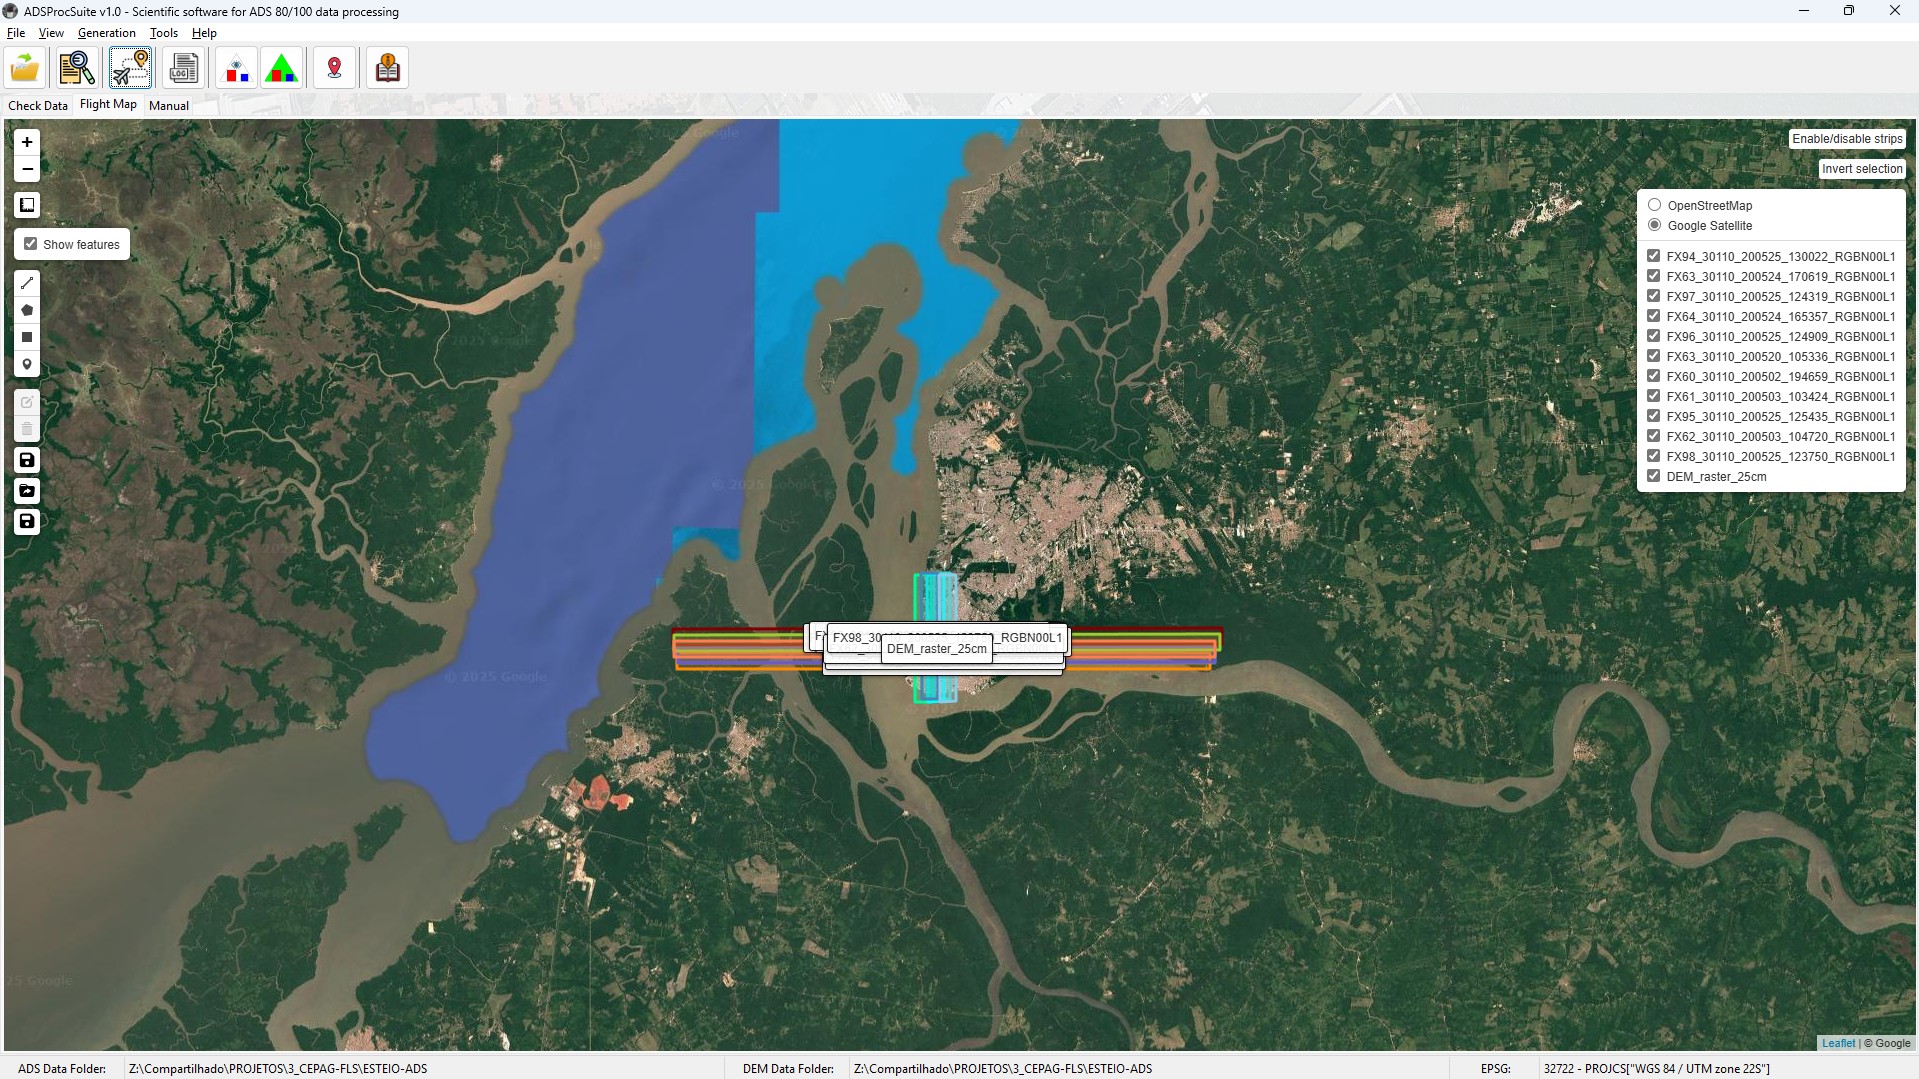 ADSProcSuite v1.0 - Scientific software for ADS 80/100 data processing
File View Generation Tools Help
LOG
Check Data Flight Map Manual
+
−
Show features
Enable/disable strips
Invert selection
OpenStreetMap
Google Satellite
FX94_30110_200525_130022_RGBN00L1
FX63_30110_200524_170619_RGBN00L1
FX97_30110_200525_124319_RGBN00L1
FX64_30110_200524_165357_RGBN00L1
FX96_30110_200525_124909_RGBN00L1
FX63_30110_200520_105336_RGBN00L1
FX60_30110_200502_194659_RGBN00L1
FX61_30110_200503_103424_RGBN00L1
FX95_30110_200525_125435_RGBN00L1
FX62_30110_200503_104720_RGBN00L1
FX98_30110_200525_123750_RGBN00L1
DEM_raster_25cm
© 2025 Google
© 2025 Google
© 2025 Google
25 Google
FX98_30 _RGBN00L1
DEM_raster_25cm
Leaflet | © Google
ADS Data Folder: Z:\Compartilhado\PROJETOS\3_CEPAG-FLS\ESTEIO-ADS DEM Data Folder: Z:\Compartilhado\PROJETOS\3_CEPAG-FLS\ESTEIO-ADS EPSG: 32722 - PROJCS["WGS 84 / UTM zone 22S"]